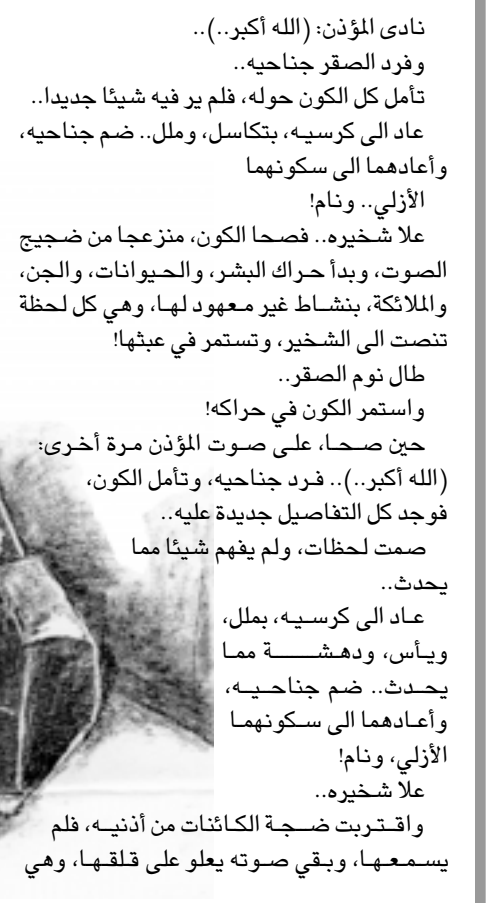 نادى المؤذن: (الله أكبر..)..
وفرد الصقر جناحيه..
تأمل كل الكون حوله، فلم ير فيه شيئا جديدا..
عاد الى كرسيه، بتكاسل، وملل.. ضم جناحيه،
وأعادهما الى سكونهما
الأزلي.. ونام!
علا شخيره.. فصحا الكون، منزعجا من ضجيج
الصوت، وبدأ حراك البشر، والحيوانات، والجن،
والملائكة، بنشاط غير معهود لها، وهي كل لحظة
تنصت الى الشخير، وتستمر في عبثها!
طال نوم الصقر..
واستمر الكون في حراكه!
حين صحا، على صوت المؤذن مرة أخرى:
(الله أكبر..).. فرد جناحيه، وتأمل الكون،
فوجد كل التفاصيل جديدة عليه..
صمت لحظات، ولم يفهم شيئا مما
يحدث..
عاد الى كرسيه، بملل،
ويأس، ودهشة مما
يحدث.. ضم جناحيه،
وأعادهما الى سكونهما
الأزلي، ونام!
علا شخيره..
واقتربت ضجة الكائنات من أذنيه، فلم
يسمعها، وبقي صوته يعلو على قلقها، وهي